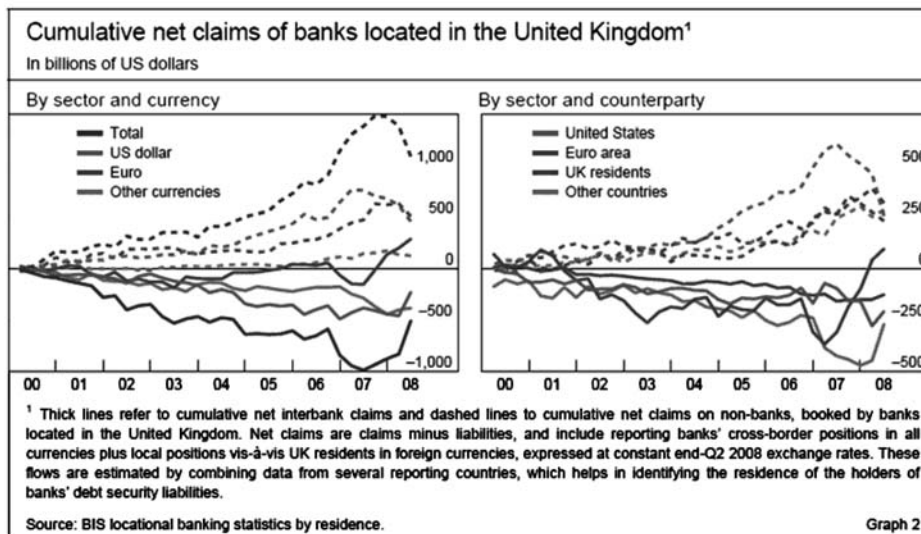 Cumulative net claims of banks located in the United Kingdom¹
In billions of US dollars
By sector and currency
Total
US dollar
Euro
Other currencies
1,000
500
0
–500
–1,000
00 01 02 03 04 05 06 07 08
By sector and counterparty
United States
Euro area
UK residents
Other countries
500
250
0
–250
–500
00 01 02 03 04 05 06 07 08
¹ Thick lines refer to cumulative net interbank claims and dashed lines to cumulative net claims on non-banks, booked by banks
located in the United Kingdom. Net claims are claims minus liabilities, and include reporting banks' cross-border positions in all
currencies plus local positions vis-à-vis UK residents in foreign currencies, expressed at constant end-Q2 2008 exchange rates. These
flows are estimated by combining data from several reporting countries, which helps in identifying the residence of the holders of
banks' debt security liabilities.
Source: BIS locational banking statistics by residence.
Graph 2